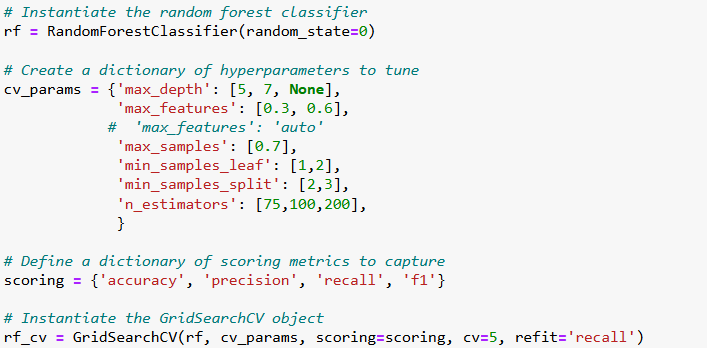 # Instantiate the random forest classifier
rf = RandomForestClassifier(random_state=0)
# Create a dictionary of hyperparameters to tune
cv_params = {'max_depth': [5, 7, None],
'max_features': [0.3, 0.6],
# 'max_features': 'auto'
'max_samples': [0.7],
'min_samples_leaf': [1,2],
'min_samples_split': [2,3],
'n_estimators': [75,100,200],
}
# Define a dictionary of scoring metrics to capture
scoring = {'accuracy', 'precision', 'recall', 'f1'}
# Instantiate the GridSearchCV object
rf_cv = GridSearchCV(rf, cv_params, scoring=scoring, cv=5, refit='recall')